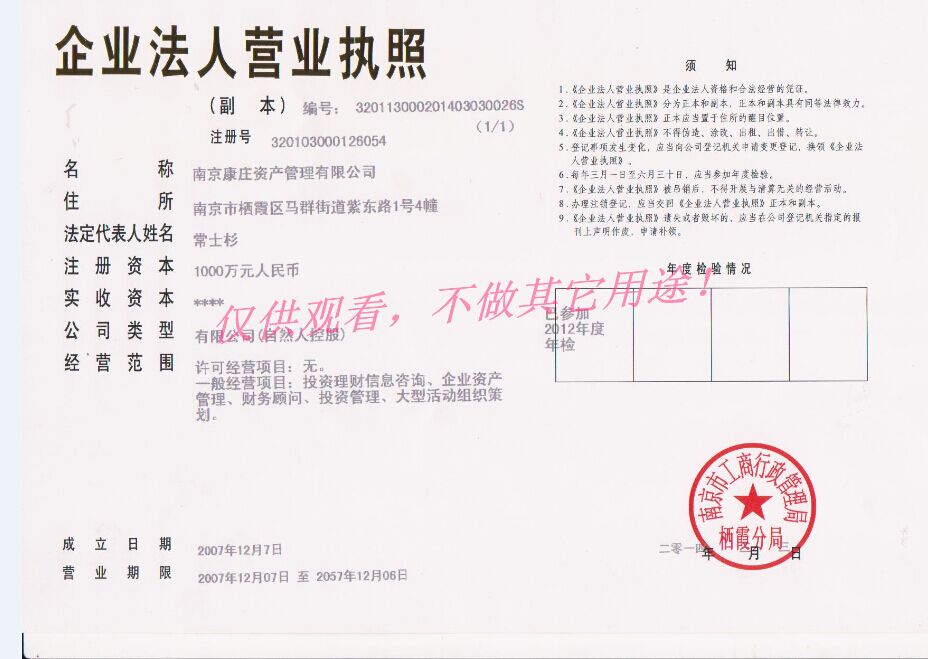 企业法人营业执照
（副 本） 编号： 320113000201403030026S
（1/1）
注册号 320103000126054
名 称 南京康庄资产管理有限公司
住 所 南京市栖霞区马群街道紫东路1号4幢
法定代表人姓名 常士杉
注 册 资 本 1000万元人民币
实 收 资 本 ****
公 司 类 型 有限公司(自然人控股)
经 营 范 围 许可经营项目：无。
一般经营项目：投资理财信息咨询、企业资产
管理、财务顾问、投资管理、大型活动组织策
划。
成 立 日 期 2007年12月7日
营 业 期 限 2007年12月07日 至 2057年12月06日
须 知
1.《企业法人营业执照》是企业法人资格和合法经营的凭证。
2.《企业法人营业执照》分为正本和副本，正本和副本具有同等法律效力。
3.《企业法人营业执照》正本应当置于住所的醒目位置。
4.《企业法人营业执照》不得伪造、涂改、出租、出借、转让。
5.登记事项发生变化，应当向公司登记机关申请变更登记，换领《企业法
人营业执照》。
6.每年三月一日至六月三十日，应当参加年度检验。
7.《企业法人营业执照》被吊销后，不得开展与清算无关的经营活动。
8.办理注销登记，应当交回《企业法人营业执照》正本和副本。
9.《企业法人营业执照》遗失或者毁坏的，应当在公司登记机关指定的报
刊上声明作废，申请补领。
年度检验情况
已参加
2012年度
年检
仅供观看，不做其它用途！
南京市工商行政管理局
栖霞分局
二零一四年 月 三日